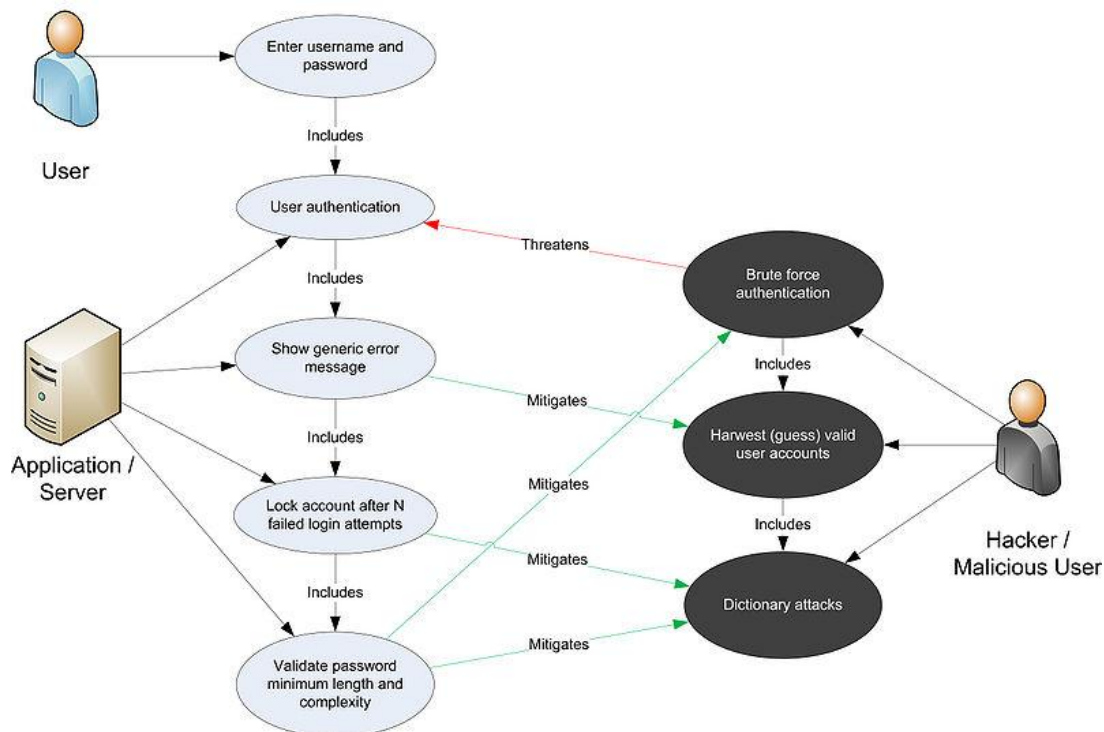 Enter username and
password
User
Includes
User authentication
Threatens
Brute force
authentication
Includes
Show generic error
message
Includes
Mitigates
Harwest (guess) valid
user accounts
Includes
Application /
Server
Mitigates
Lock account after N
failed login attempts
Includes
Hacker /
Malicious User
Mitigates
Includes
Dictionary attacks
Mitigates
Validate password
minimum length and
complexity